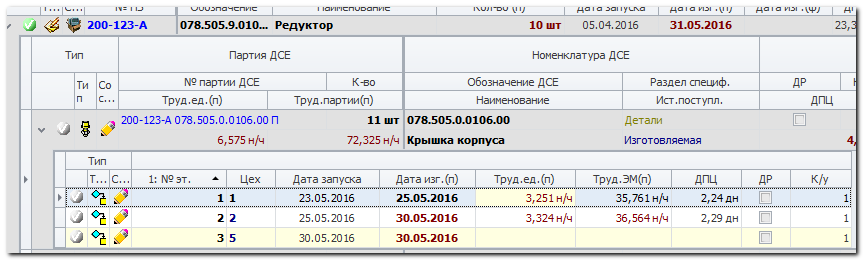 Т... С... № ПЗ Обозначение Наименование Кол-во (п) Дата запуска Дата изг.(п) Дата изг.(ф)
200-123-А 078.505.9.010... Редуктор 10 шт 05.04.2016 31.05.2016 23,3
Тип Партия ДСЕ Номенклатура ДСЕ
Ти п Со с... № партии ДСЕ К-во Обозначение ДСЕ Раздел специф. ДР
Труд.ед.(п) Труд.партии(п) Наименование Ист.поступл. ДПЦ
200-123-А 078.505.0.0106.00 П 11 шт 078.505.0.0106.00 Детали
6,575 н/ч 72,325 н/ч Крышка корпуса Изготовляемая 4,
Тип
Т... С... 1: № эт. Цех Дата запуска Дата изг.(п) Труд.ед.(п) Труд.ЭМ(п) ДПЦ ДР К/у
1 1 23.05.2016 25.05.2016 3,251 н/ч 35,761 н/ч 2,24 дн 1
2 2 25.05.2016 30.05.2016 3,324 н/ч 36,564 н/ч 2,29 дн 1
3 5 30.05.2016 30.05.2016 1